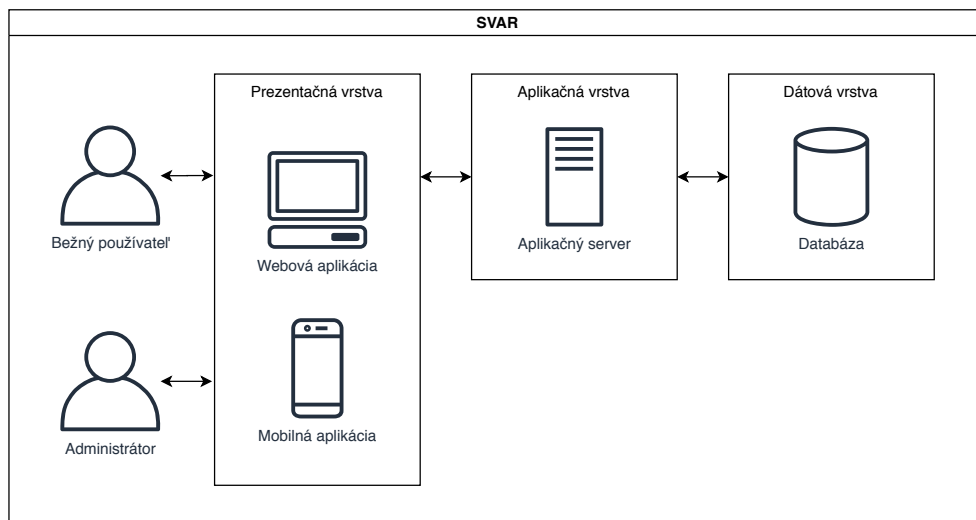 SVAR
Prezentačná vrstva
Aplikačná vrstva
Dátová vrstva
Bežný používateľ
Webová aplikácia
Aplikačný server
Databáza
Administrátor
Mobilná aplikácia